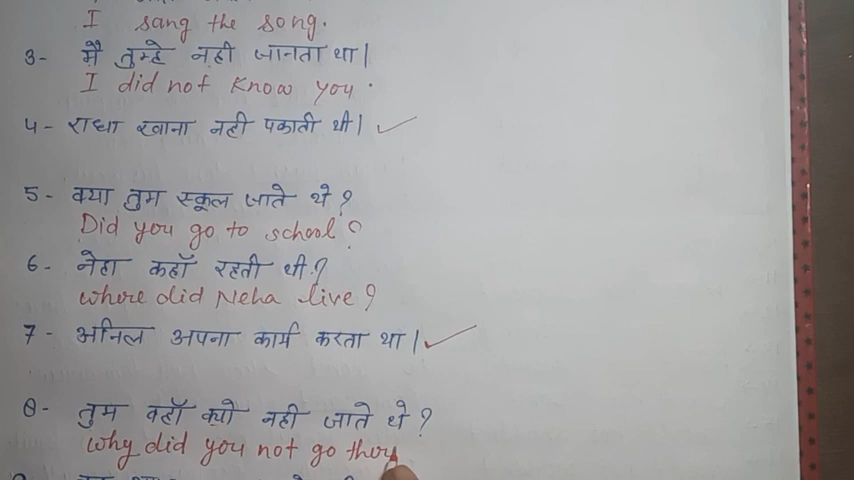 I sang the song.
3- मै तुम्हे नही जानता था|
I did not know you.
4- राधा खाना नही पकाती थी|
5- क्या तुम स्कूल जाते थे ?
Did you go to school?
6- नेहा कहाँ रहती थी ?
where did Neha live?
7- अनिल अपना कार्य करता था|
8- तुम वहाँ क्यो नही जाते थे ?
why did you not go ther